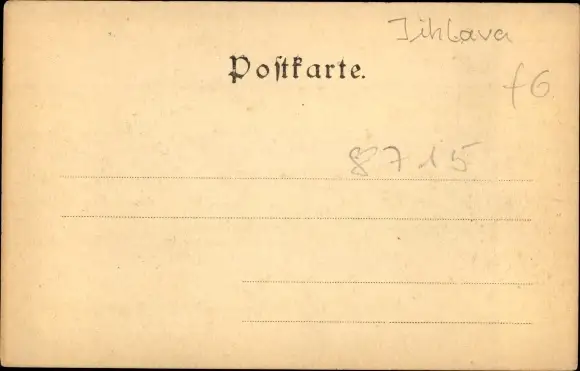 Jihlava
Postkarte.
f6
8715